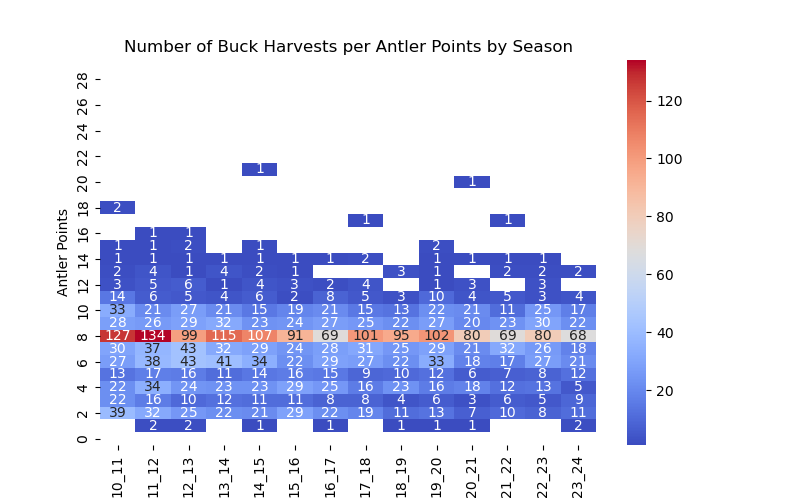 Number of Buck Harvests per Antler Points by Season
Antler Points
28
26
24
22
1
20 1
18 2
1 1
16 1 1
1 1 2 1 2
14 1 1 1 1 1 1 1 2 1 1 1 1
2 4 1 4 2 1 3 1 2 2 2
12 3 5 6 1 4 3 2 4 1 3 3
14 6 5 4 6 2 8 5 3 10 4 5 3 4
10 33 21 27 21 15 19 21 15 13 22 21 11 25 17
28 26 29 32 23 24 27 25 22 27 20 23 30 22
8 127 134 99 115 107 91 69 101 95 102 80 69 80 68
30 37 43 32 29 24 28 31 25 29 21 32 26 18
6 27 38 43 41 34 22 29 27 22 33 18 17 27 21
13 17 16 11 14 16 15 9 10 12 6 7 8 12
4 22 34 24 23 23 29 25 16 23 16 18 12 13 5
22 16 10 12 11 11 8 8 4 6 3 6 5 9
2 39 32 25 22 21 29 22 19 11 13 7 10 8 11
2 2 1 1 1 1 1 2
0
10_11 11_12 12_13 13_14 14_15 15_16 16_17 17_18 18_19 19_20 20_21 21_22 22_23 23_24
120
100
80
60
40
20